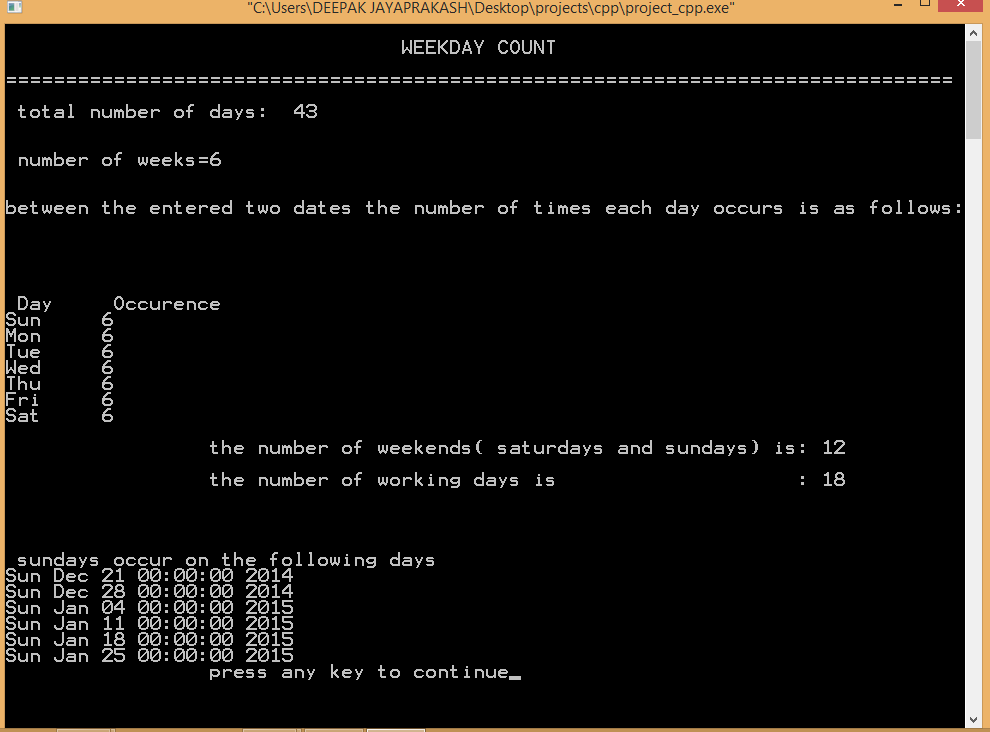 "C:\Users\DEEPAK JAYAPRAKASH\Desktop\projects\cpp\project_cpp.exe"
WEEKDAY COUNT
===============================================================================
total number of days:  43
number of weeks=6
between the entered two dates the number of times each day occurs is as follows:
Day     Occurence
Sun     6
Mon     6
Tue     6
Wed     6
Thu     6
Fri     6
Sat     6
the number of weekends( saturdays and sundays) is: 12
the number of working days is                    : 18
sundays occur on the following days
Sun Dec 21 00:00:00 2014
Sun Dec 28 00:00:00 2014
Sun Jan 04 00:00:00 2015
Sun Jan 11 00:00:00 2015
Sun Jan 18 00:00:00 2015
Sun Jan 25 00:00:00 2015
press any key to continue_